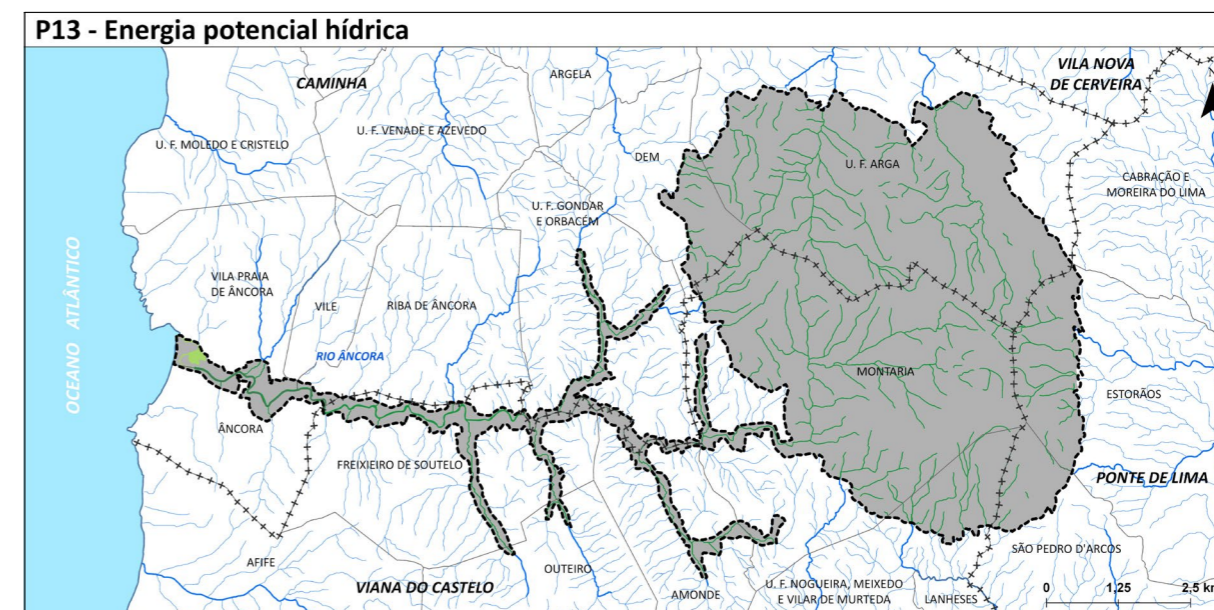 P13 - Energia potencial hídrica
CAMINHA
ARGELA
VILA NOVA
DE CERVEIRA
U. F. VENADE E AZEVEDO
U. F. MOLEDO E CRISTELO
DEM
U. F. ARGA
CABRAÇÃO E
MOREIRA DO LIMA
U. F. GONDAR
E ORBACÉM
OCEANO ATLÂNTICO
VILA PRAIA
DE ÂNCORA
VILE
RIBA DE ÂNCORA
RIO ÂNCORA
MONTARIA
ESTORÃOS
ÂNCORA
FREIXIEIRO DE SOUTELO
PONTE DE LIMA
SÃO PEDRO D'ARCOS
AFIFE
OUTEIRO
VIANA DO CASTELO
AMONDE
U. F. NOGUEIRA, MEIXEDO
E VILAR DE MURTEDA
LANHESES
0 1,25 2,5 km